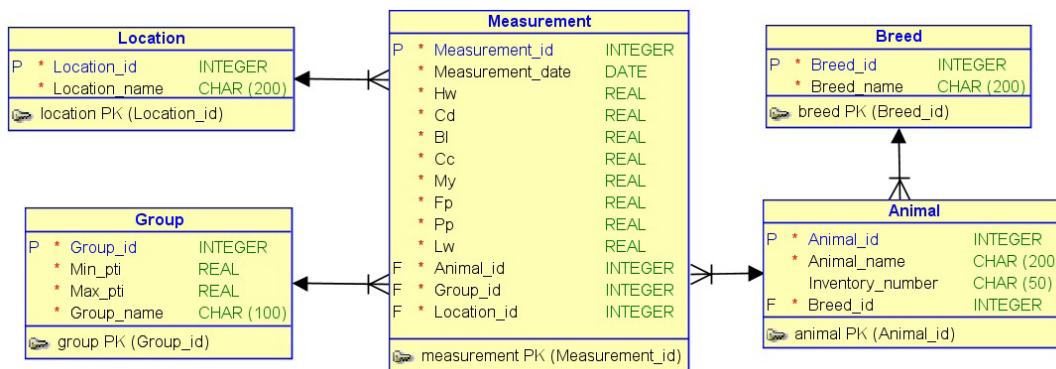 Location
P * Location_id INTEGER
* Location_name CHAR (200)
location PK (Location_id)
Group
P * Group_id INTEGER
* Min_pti REAL
* Max_pti REAL
* Group_name CHAR (100)
group PK (Group_id)
Measurement
P * Measurement_id INTEGER
* Measurement_date DATE
* Hw REAL
* Cd REAL
* Bl REAL
* Cc REAL
* My REAL
* Fp REAL
* Pp REAL
* Lw REAL
F * Animal_id INTEGER
F * Group_id INTEGER
F * Location_id INTEGER
measurement PK (Measurement_id)
Breed
P * Breed_id INTEGER
* Breed_name CHAR (200)
breed PK (Breed_id)
Animal
P * Animal_id INTEGER
* Animal_name CHAR (200
Inventory_number CHAR (50)
F * Breed_id INTEGER
animal PK (Animal_id)